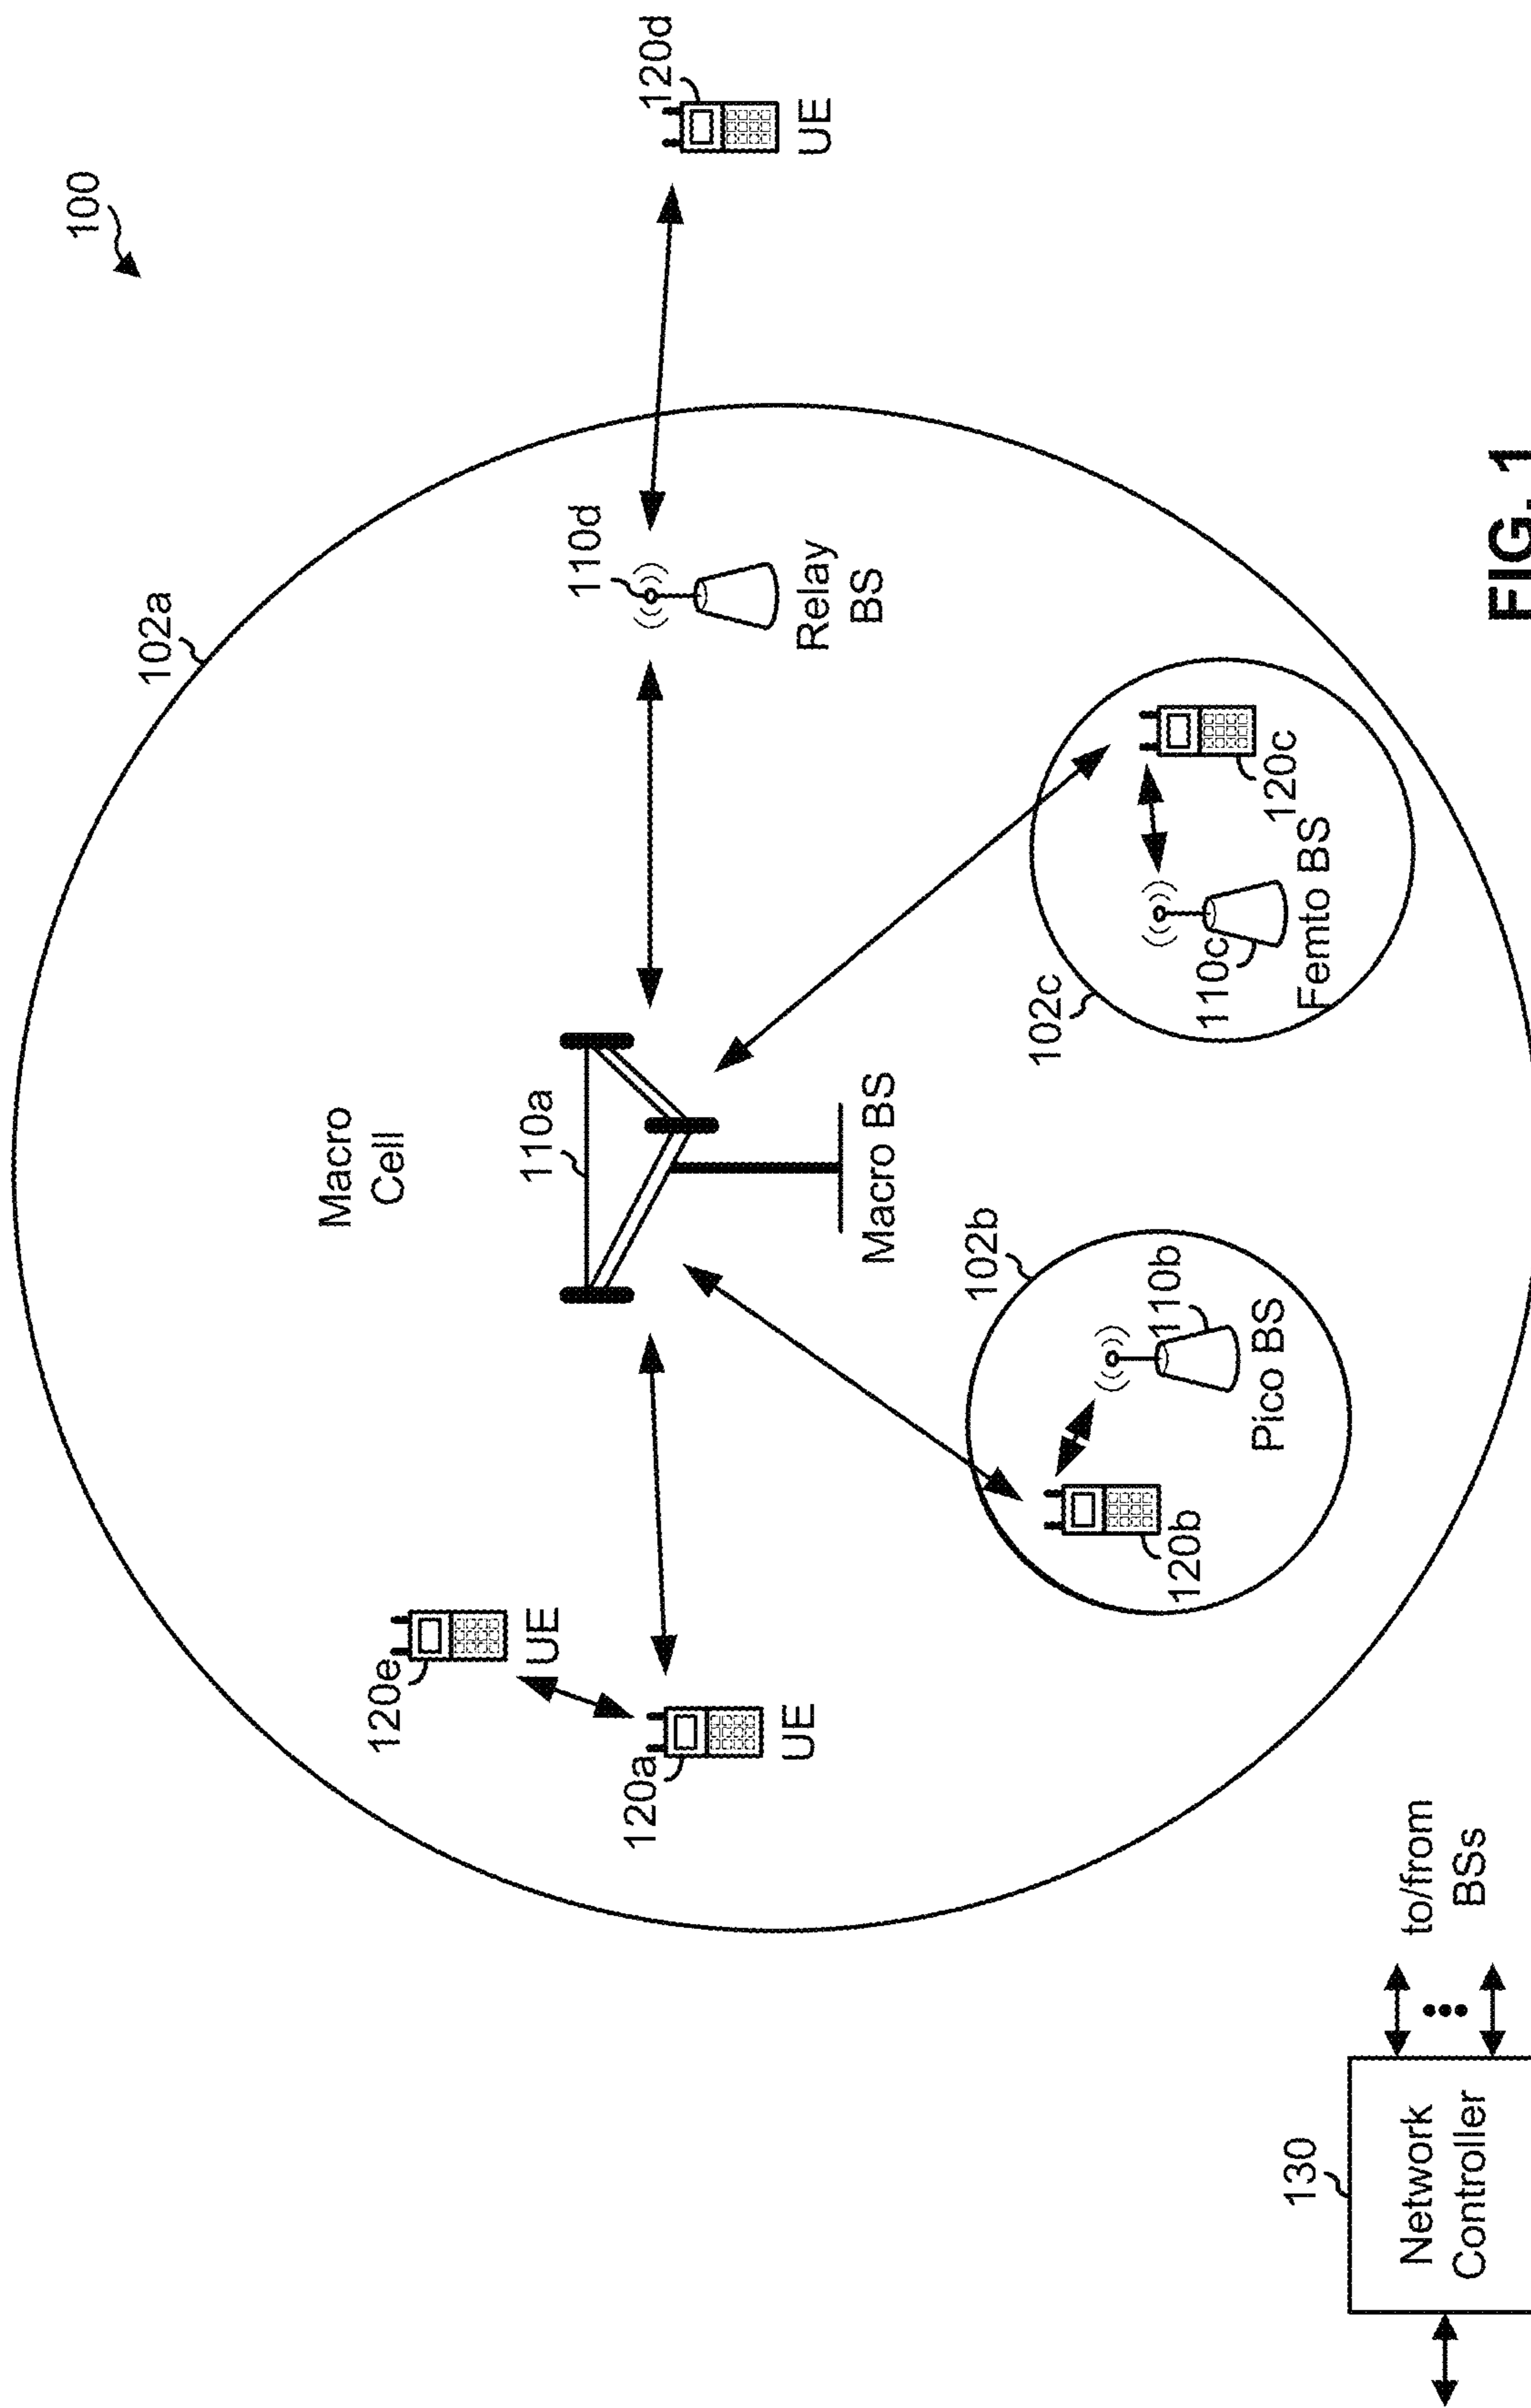 100
102a
Macro
Cell
110a
Macro BS
110d
Relay
BS
120d
UE
120e
UE
120a
UE
102b
110b
Pico BS
120b
102c
110c
Femto BS
120c
130
Network
Controller
to/from
BSs
FIG. 1